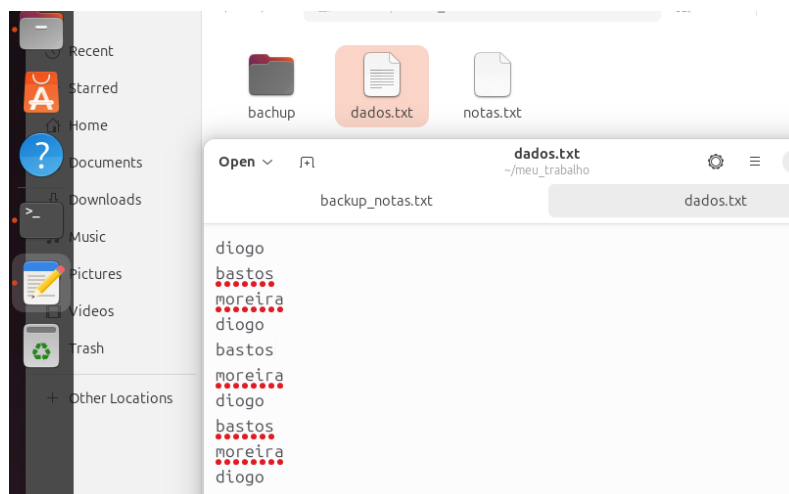 Recent
Starred
Home
Documents
Downloads
Music
Pictures
Videos
Trash
Other Locations
bachup
dados.txt
notas.txt
Open
dados.txt
~/meu_trabalho
backup_notas.txt
dados.txt
diogo
bastos
moreira
diogo
bastos
moreira
diogo
bastos
moreira
diogo